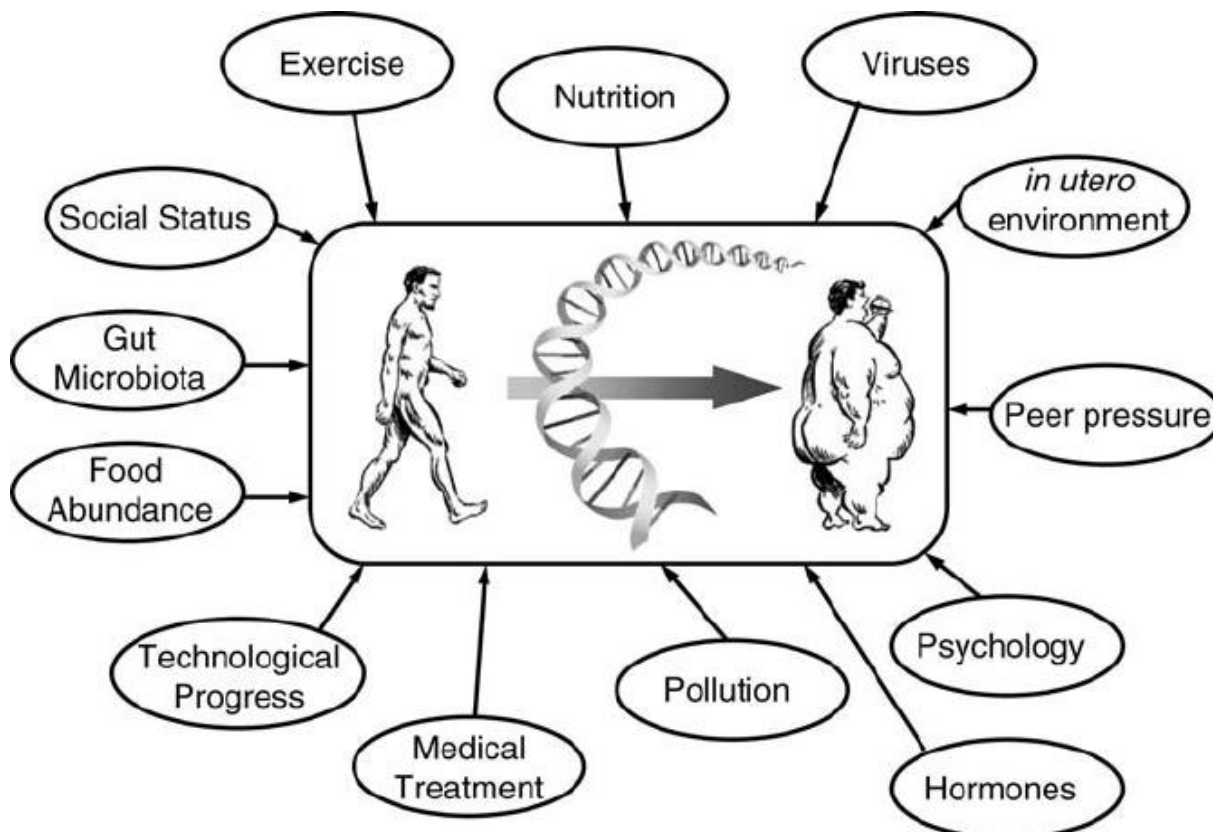 Exercise
Nutrition
Viruses
in utero
environment
Social Status
Gut
Microbiota
Peer pressure
Food
Abundance
Technological
Progress
Medical
Treatment
Pollution
Psychology
Hormones